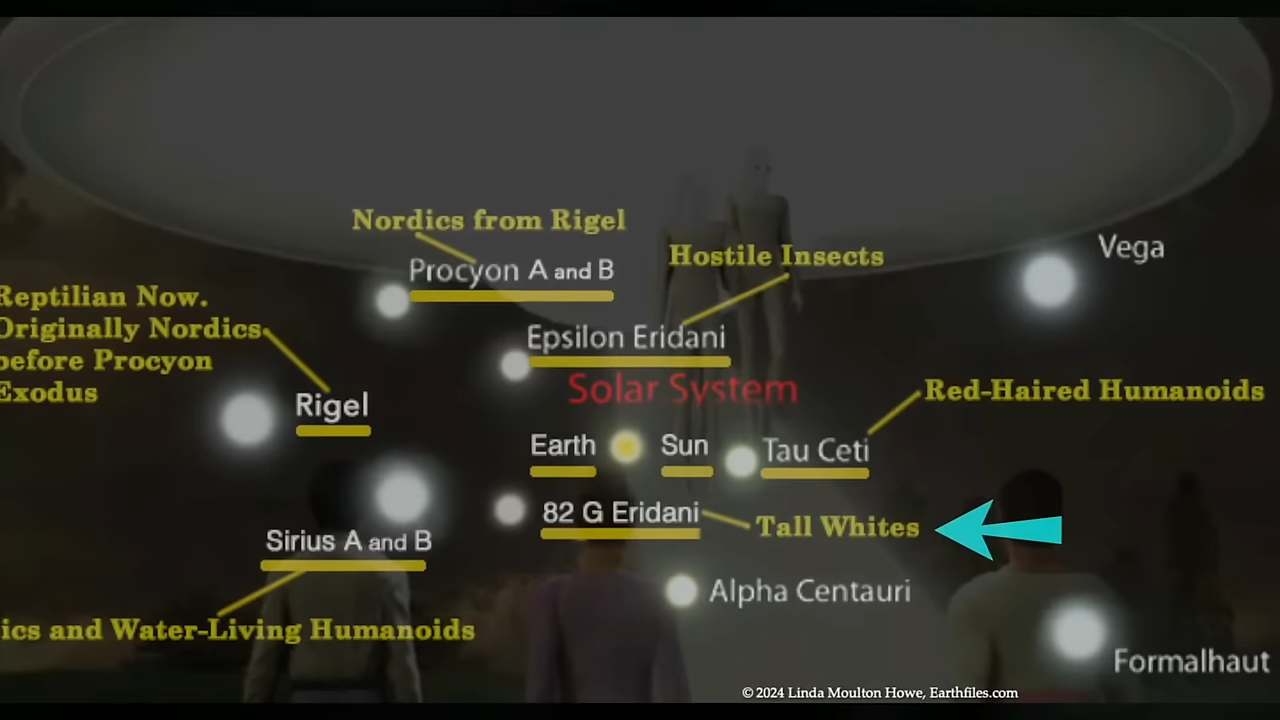 Nordics from Rigel
Procyon A and B
Hostile Insects
Vega
Reptilian Now.
Originally Nordics
before Procyon
Exodus
Epsilon Eridani
Solar System
Red-Haired Humanoids
Rigel
Earth
Sun
Tau Ceti
82 G Eridani
Tall Whites
Sirius A and B
Alpha Centauri
ics and Water-Living Humanoids
Formalhaut
© 2024 Linda Moulton Howe, Earthfiles.com